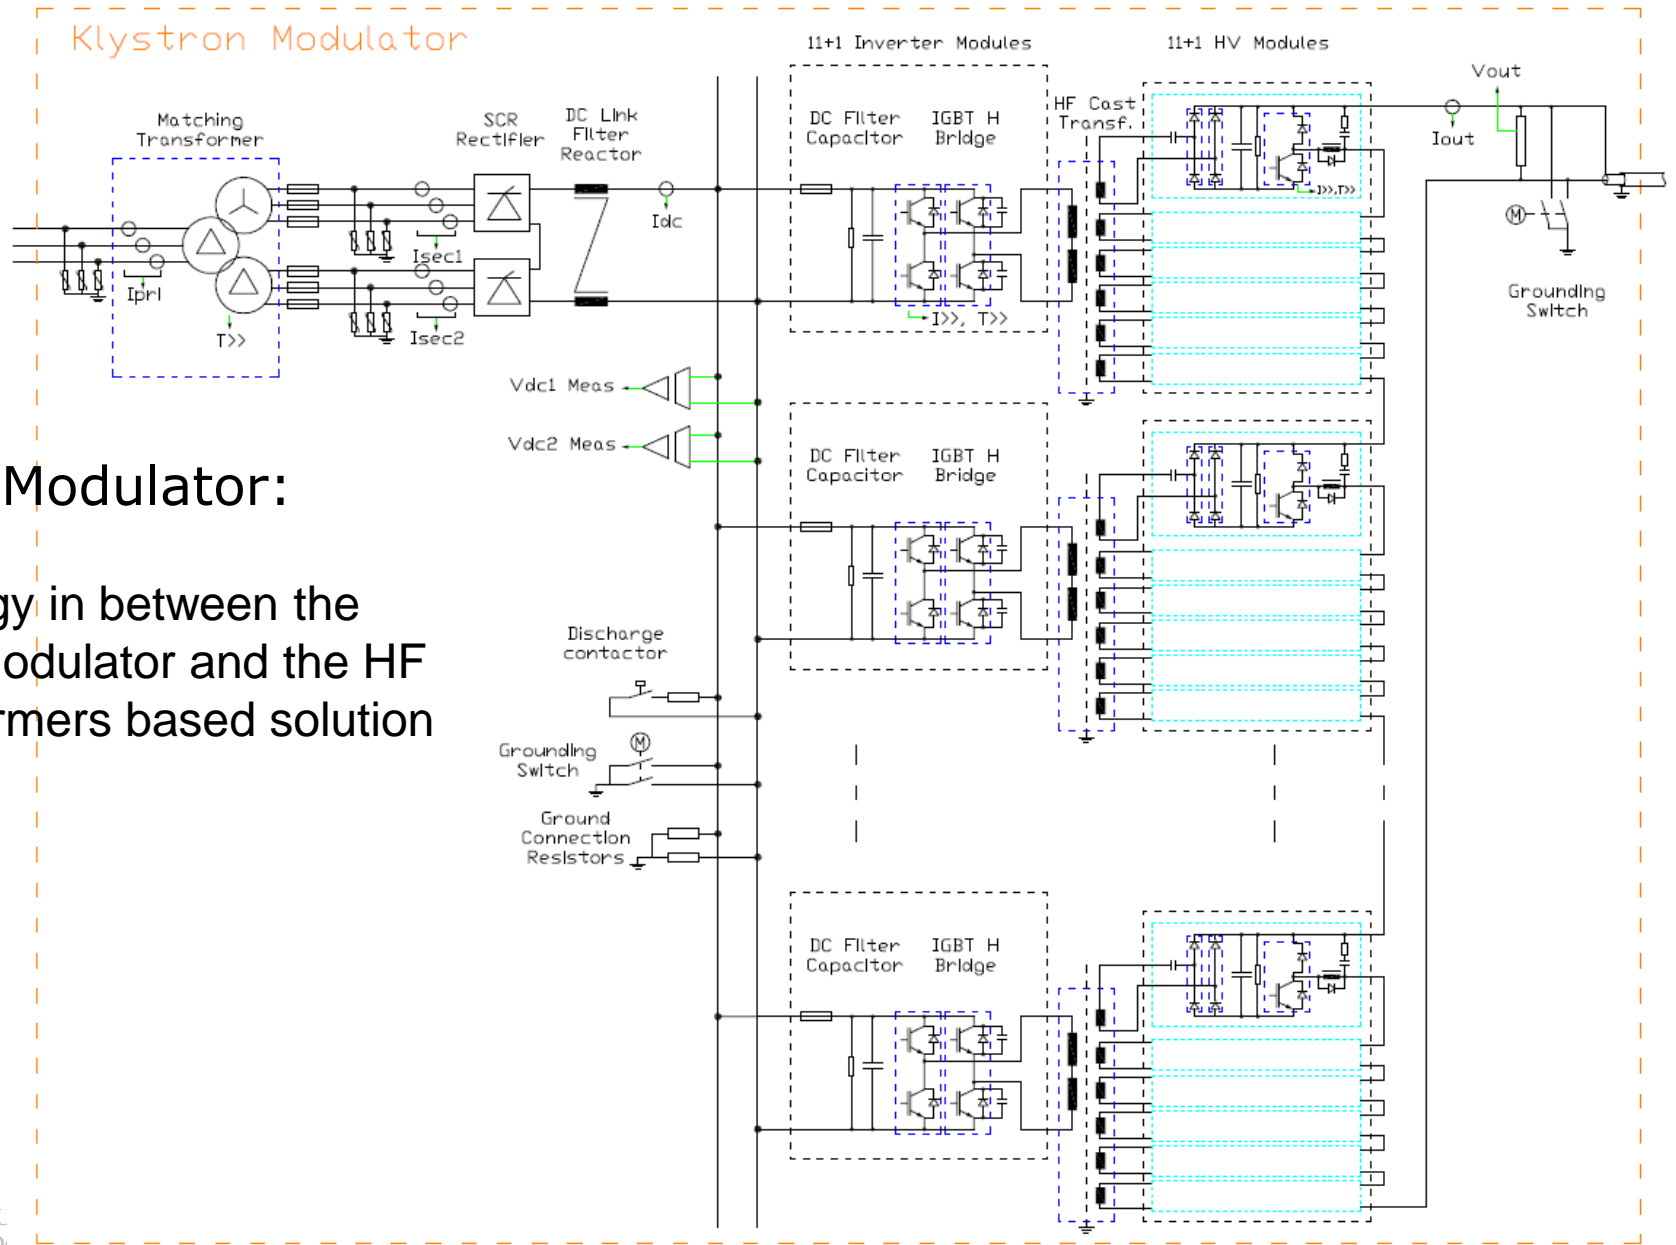 Klystron Modulator
11+1 Inverter Modules
11+1 HV Modules
Vout
Matching
Transformer
SCR
Rectifier
DC Link
Filter
Reactor
DC Filter
Capacitor
IGBT H
Bridge
HF Cast
Transf.
Iout
I>>,T>>
M
Idc
Isec1
Ipri
Grounding
Switch
I>>, T>>
T>>
Isec2
Vdc1 Meas
Vdc2 Meas
DC Filter
Capacitor
IGBT H
Bridge
Modulator:
gy in between the
odulator and the HF
rmers based solution
Discharge
contactor
Grounding
Switch
M
Ground
Connection
Resistors
DC Filter
Capacitor
IGBT H
Bridge